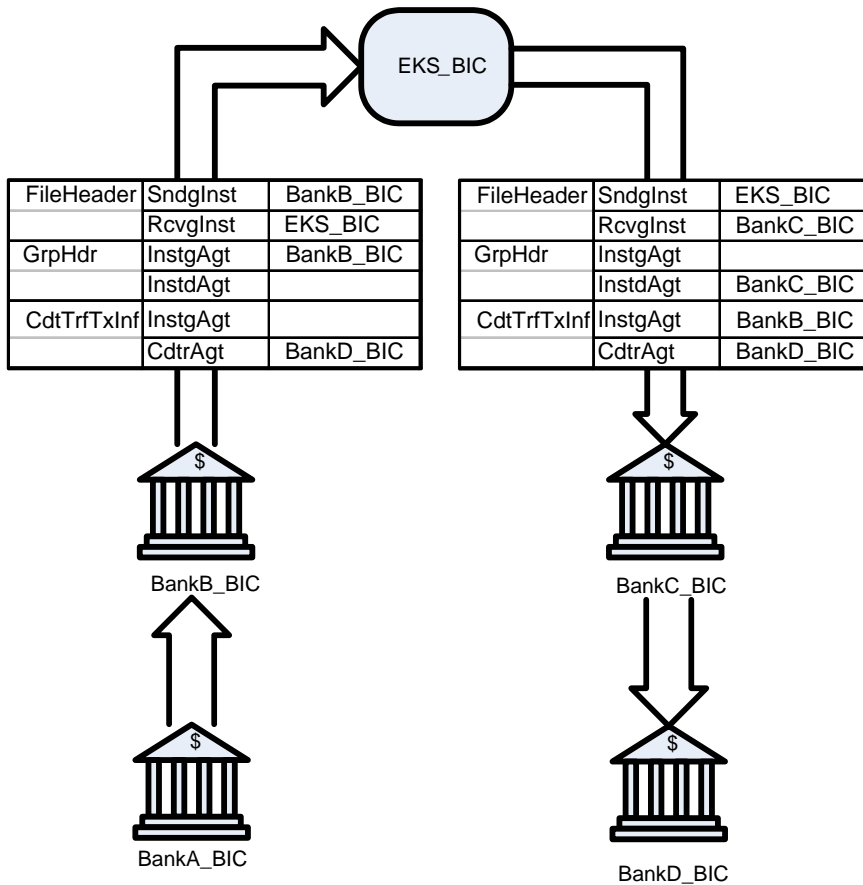 EKS_BIC
FileHeader SndgInst BankB_BIC
RcvgInst EKS_BIC
GrpHdr InstgAgt BankB_BIC
InstdAgt
CdtTrfTxInf InstgAgt
CdtrAgt BankD_BIC
FileHeader SndgInst EKS_BIC
RcvgInst BankC_BIC
GrpHdr InstgAgt
InstdAgt BankC_BIC
CdtTrfTxInf InstgAgt BankB_BIC
CdtrAgt BankD_BIC
$
BankB_BIC
$
BankC_BIC
$
BankA_BIC
$
BankD_BIC